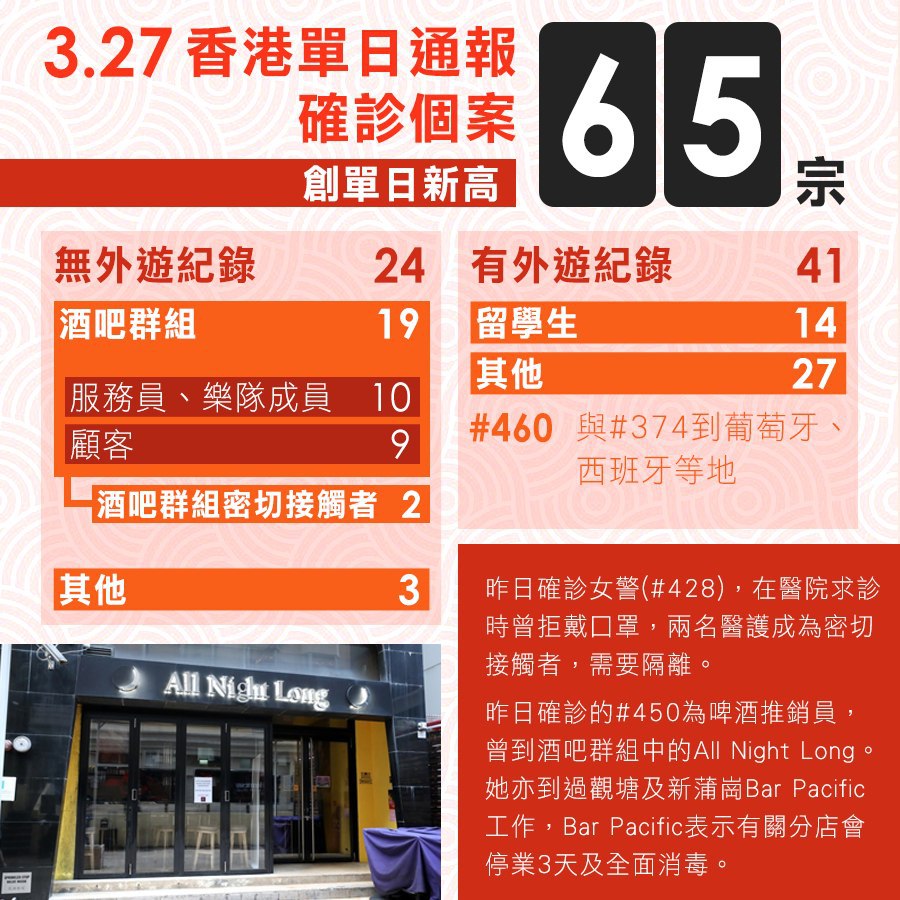 3.27 香港單日通報
確診個案
65
宗
創單日新高
無外遊紀錄 24
酒吧群組 19
服務員、樂隊成員 10
顧客 9
酒吧群組密切接觸者 2
其他 3
有外遊紀錄 41
留學生 14
其他 27
#460 與#374到葡萄牙、
西班牙等地
All Night Long
昨日確診女警(#428)，在醫院求診
時曾拒戴口罩，兩名醫護成為密切
接觸者，需要隔離。
昨日確診的#450為啤酒推銷員，
曾到酒吧群組中的All Night Long。
她亦到過觀塘及新蒲崗Bar Pacific
工作，Bar Pacific表示有關分店會
停業3天及全面消毒。